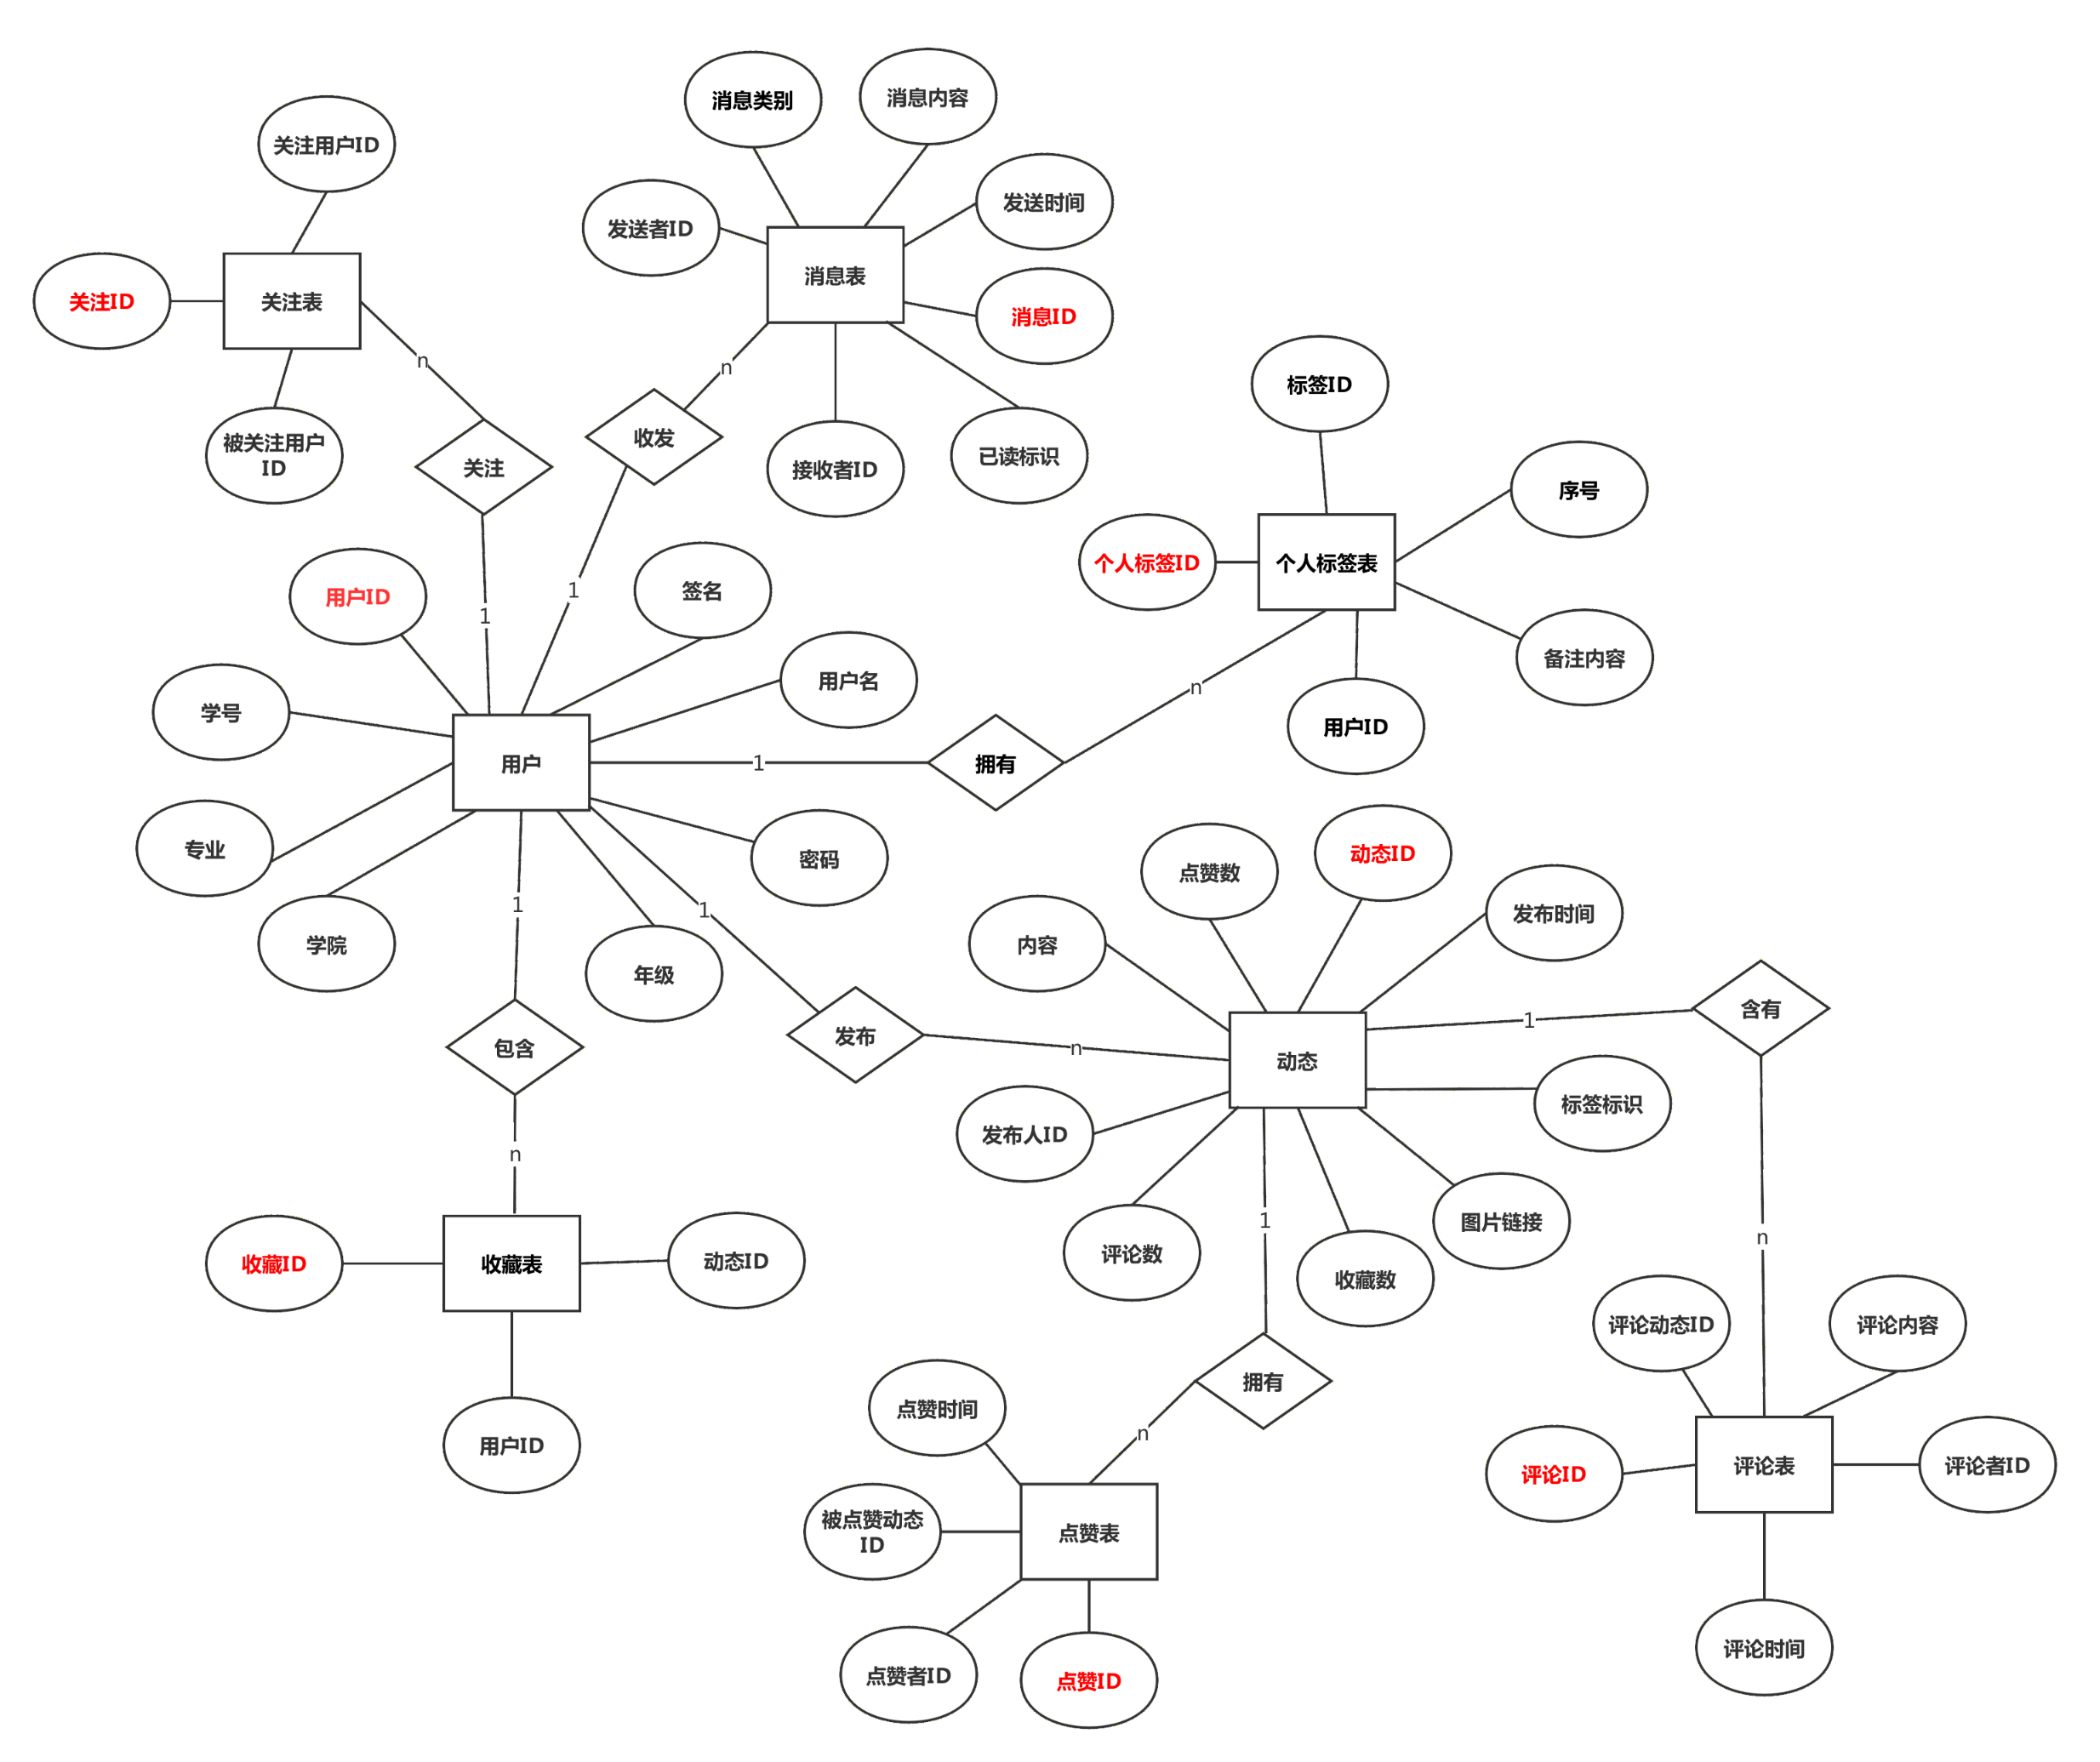 消息类别
消息内容
关注用户ID
发送时间
发送者ID
消息表
关注ID
关注表
消息ID
n
n
标签ID
被关注用户
ID
关注
收发
接收者ID
已读标识
序号
个人标签ID
个人标签表
用户ID
1
1
签名
备注内容
学号
用户名
n
用户ID
用户
1
拥有
专业
密码
点赞数
动态ID
1
1
发布时间
学院
年级
内容
含有
包含
发布
n
1
动态
标签标识
发布人ID
n
1
图片链接
n
收藏ID
收藏表
动态ID
评论数
收藏数
评论动态ID
评论内容
拥有
点赞时间
n
用户ID
评论ID
评论表
评论者ID
被点赞动态
ID
点赞表
评论时间
点赞者ID
点赞ID